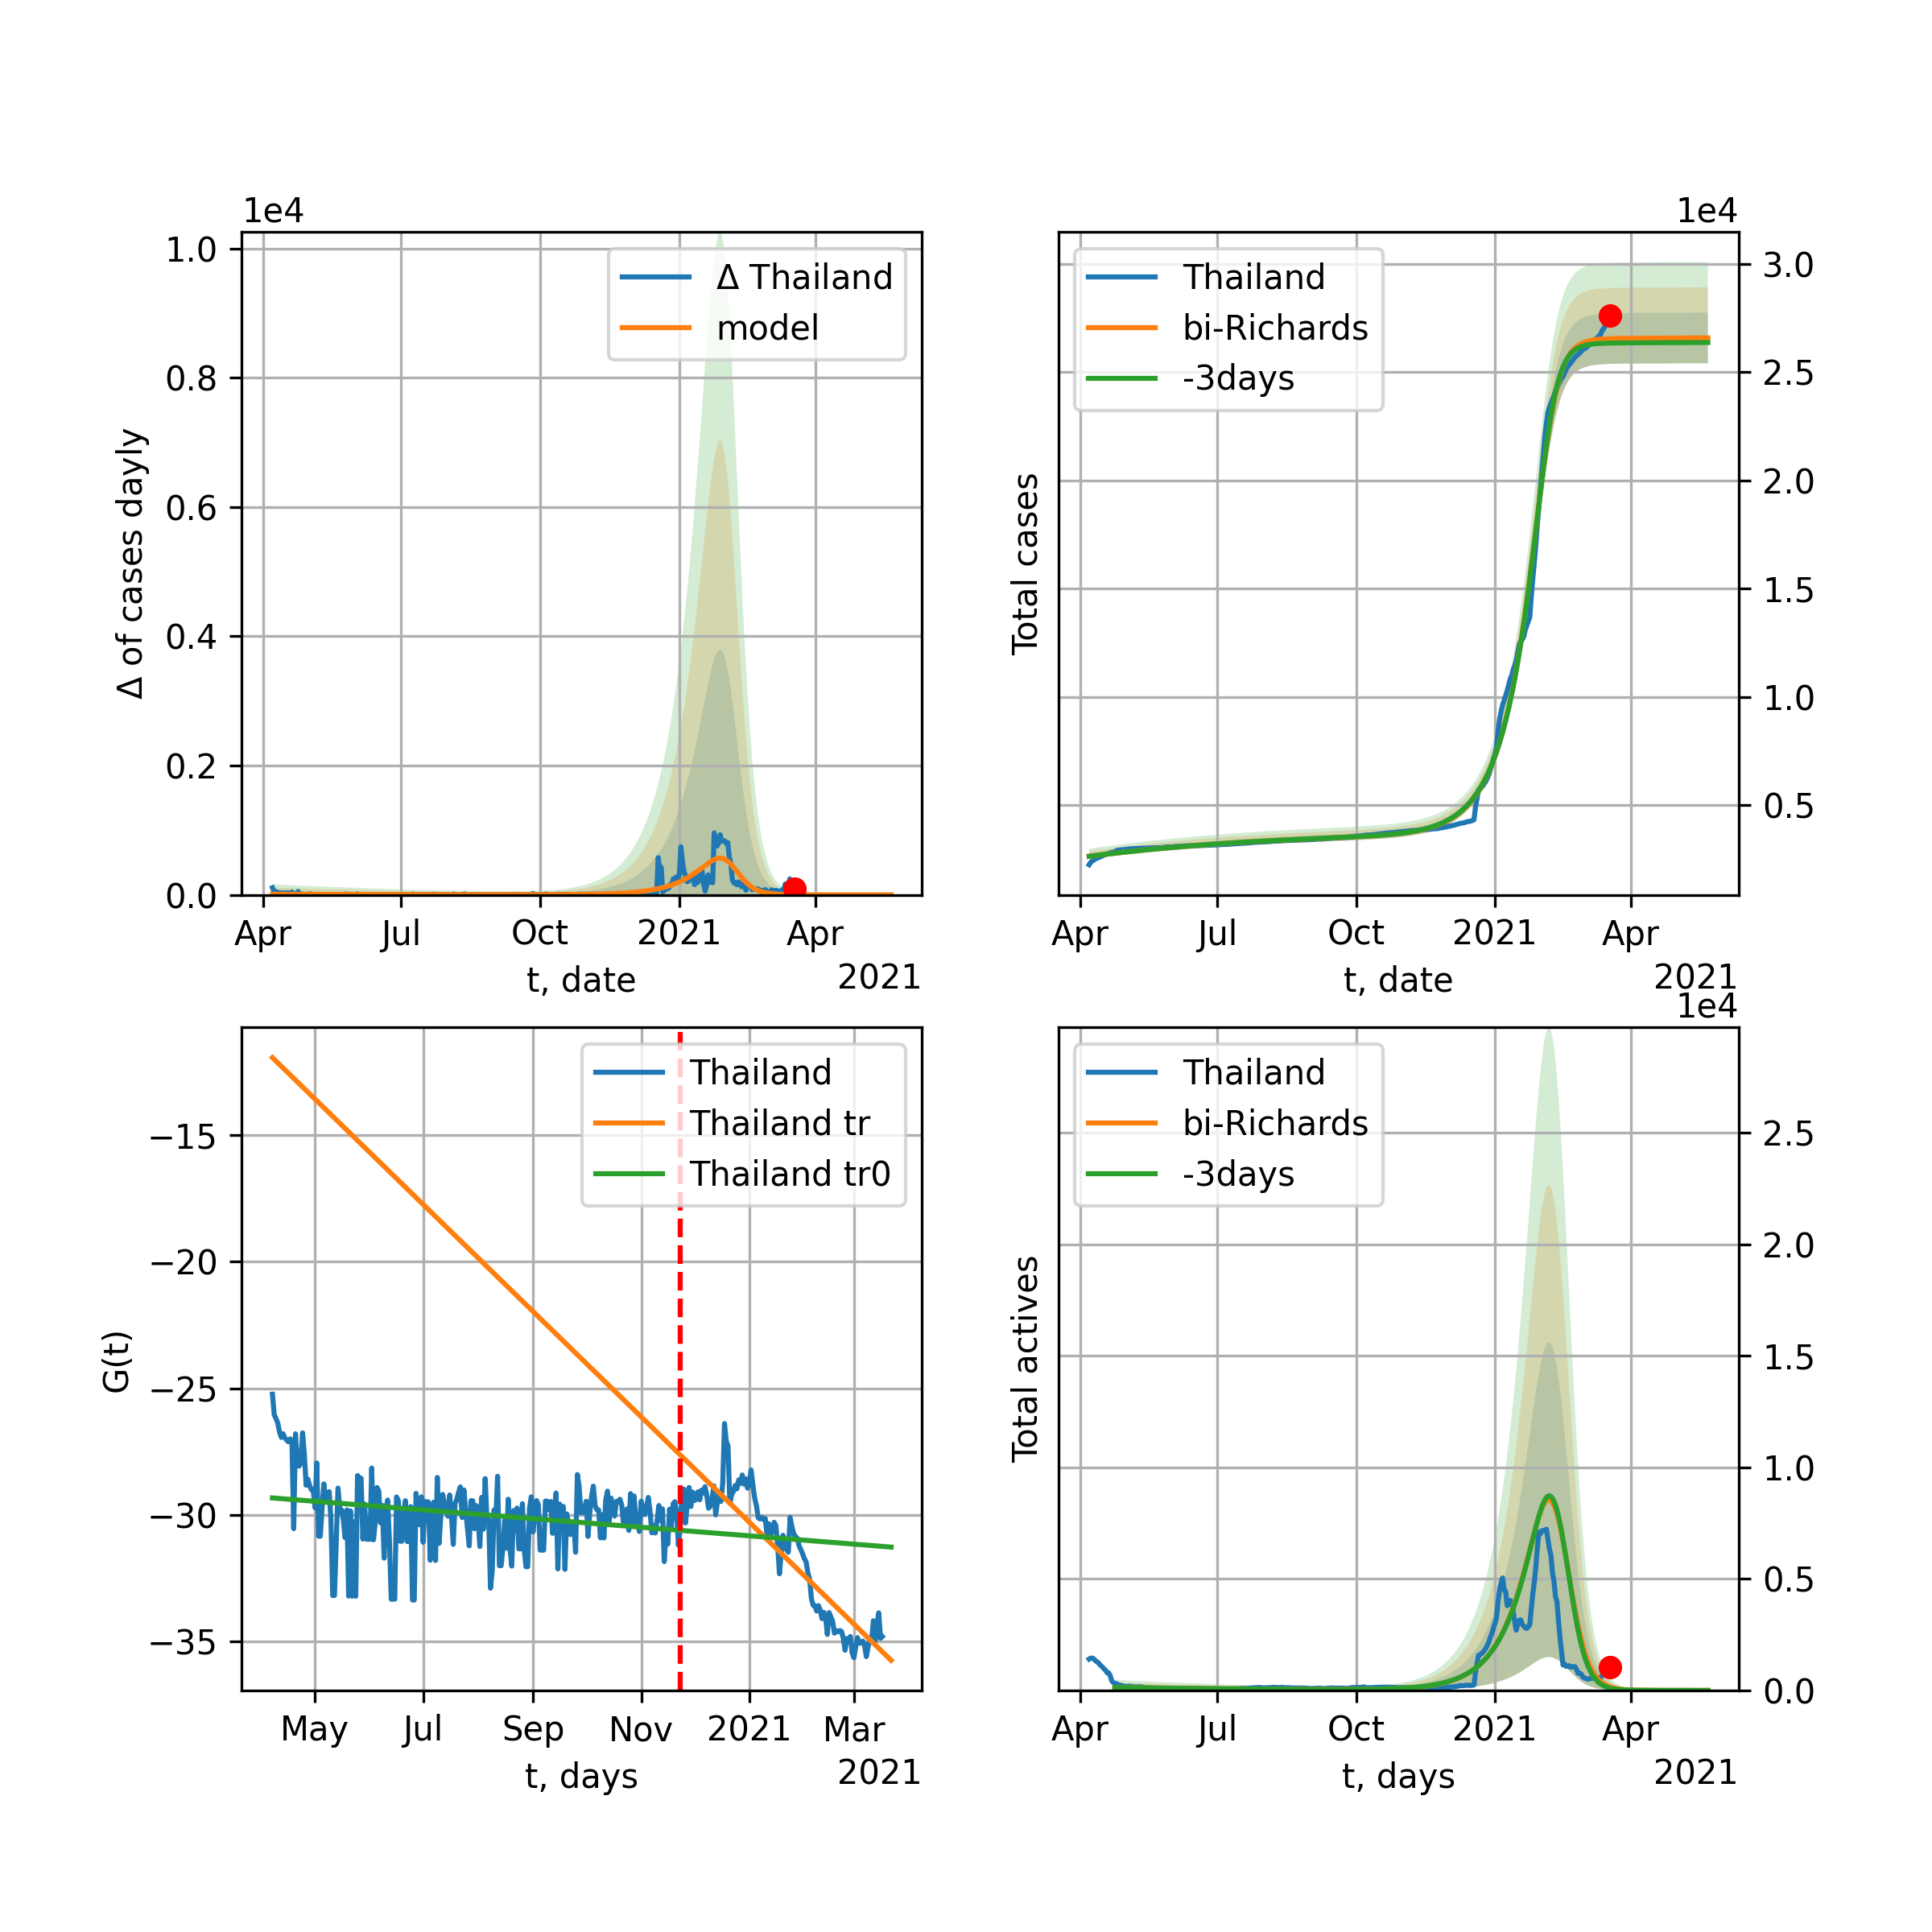 1e4
1.0
0.8
0.6
0.4
0.2
0.0
Δ of cases dayly
Δ Thailand
model
Apr
Jul
Oct
2021
Apr
t, date
2021
1e4
Total cases
Thailand
bi-Richards
-3days
3.0
2.5
2.0
1.5
1.0
0.5
Apr
Jul
Oct
2021
Apr
t, date
2021
G(t)
−15
−20
−25
−30
−35
Thailand
Thailand tr
Thailand tr0
May
Jul
Sep
Nov
2021
Mar
t, days
2021
1e4
Total actives
Thailand
bi-Richards
-3days
2.5
2.0
1.5
1.0
0.5
0.0
Apr
Jul
Oct
2021
Apr
t, days
2021